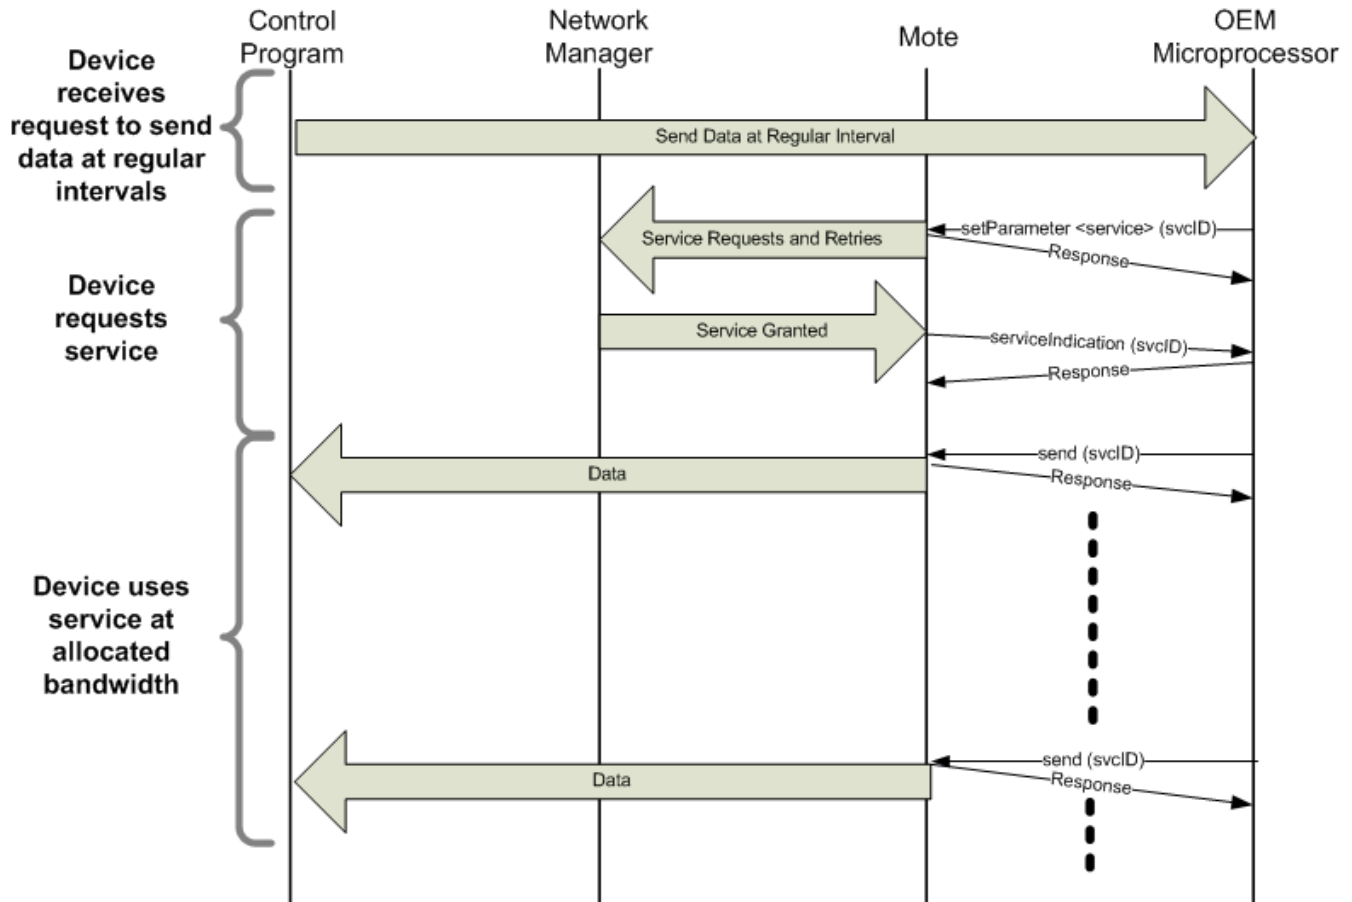 Control
Program
Network
Manager
Mote
OEM
Microprocessor
Device
receives
request to send
data at regular
intervals
Send Data at Regular Interval
Device
requests
service
Service Requests and Retries
setParameter <service> (svcID)
Response
Service Granted
serviceIndication (svcID)
Response
Device uses
service at
allocated
bandwidth
Data
send (svcID)
Response
Data
send (svcID)
Response